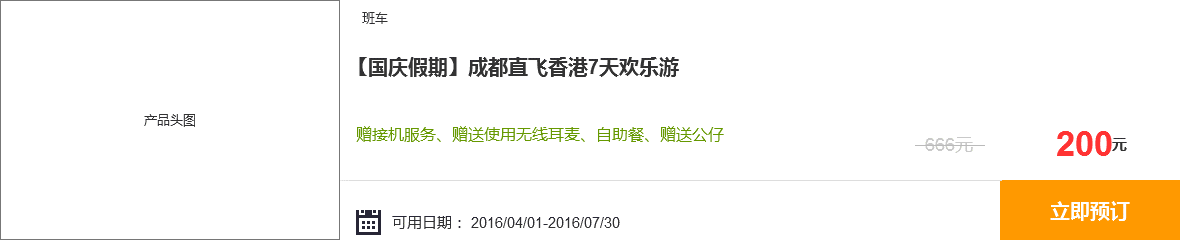 班车
【国庆假期】成都直飞香港7天欢乐游
产品头图
赠接机服务、赠送使用无线耳麦、自助餐、赠送公仔
666元
200元
可用日期： 2016/04/01-2016/07/30
立即预订